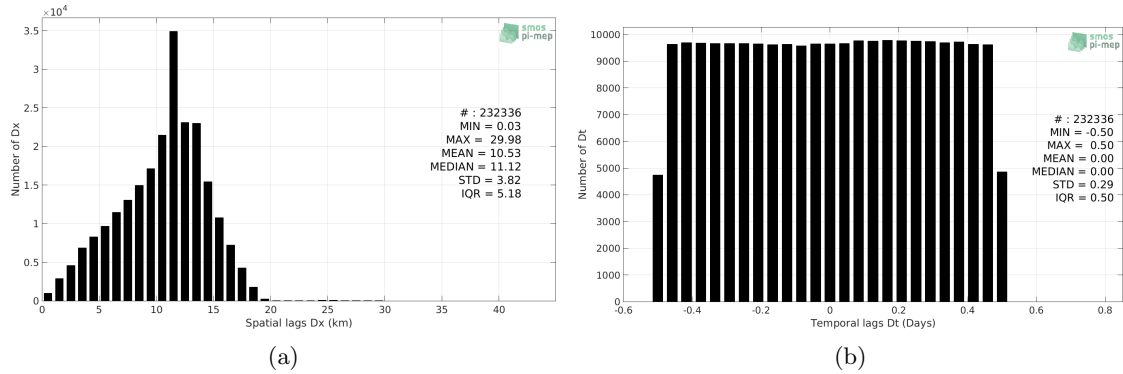 ×10⁴
3.5
3
2.5
2
1.5
1
0.5
0
Number of Dx
smos
pi-mep
# : 232336
MIN = 0.03
MAX = 29.98
MEAN = 10.53
MEDIAN = 11.12
STD = 3.82
IQR = 5.18
0 5 10 15 20 25 30 35 40
Spatial lags Dx (km)
(a)
10000
9000
8000
7000
6000
5000
4000
3000
2000
1000
0
Number of Dt
smos
pi-mep
# : 232336
MIN = -0.50
MAX = 0.50
MEAN = 0.00
MEDIAN = 0.00
STD = 0.29
IQR = 0.50
-0.6 -0.4 -0.2 0 0.2 0.4 0.6 0.8
Temporal lags Dt (Days)
(b)